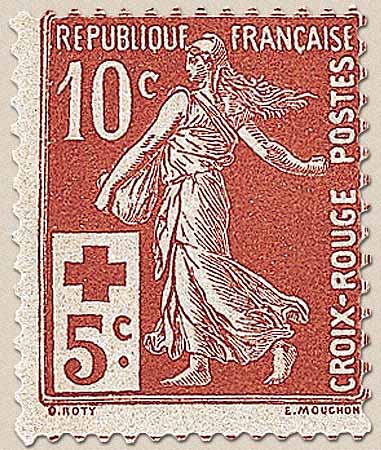 REPUBLIQUE FRANÇAISE
10c
5c.
CROIX-ROUGE POSTES
O. ROTY
E. MOUCHON